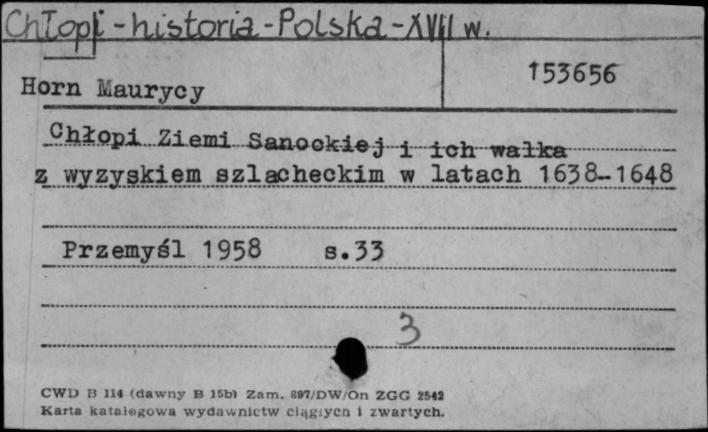 Chłopi - historia - Polska - XVII w.
153656
Horn Maurycy
Chłopi Ziemi Sanockiej i ich walka
z wyzyskiem szlacheckim w latach 1638-1648
Przemyśl 1958 s.33
3
CWD B 114 (dawny B 15b) Zam. 897/DW/On ZGG 2542
Karta katalogowa wydawnictw ciągłych i zwartych.